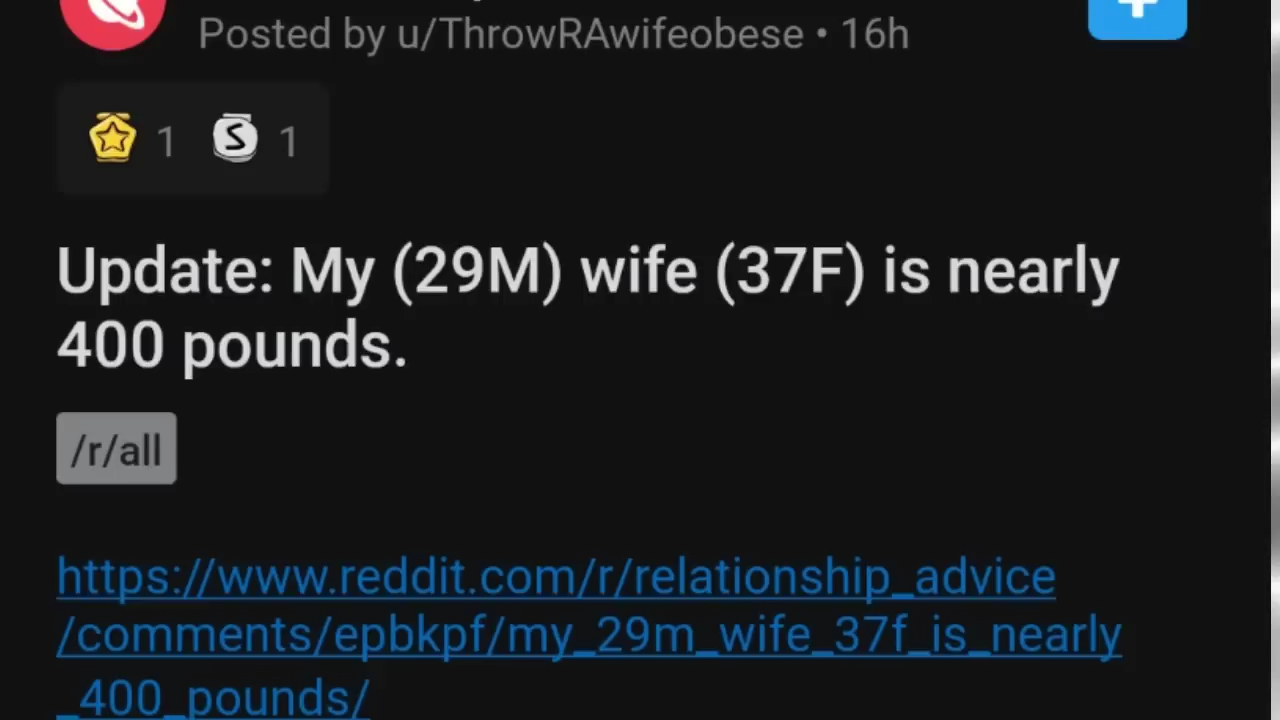 Posted by u/ThrowRAwifeobese • 16h
1 S 1
Update: My (29M) wife (37F) is nearly
400 pounds.
/r/all
https://www.reddit.com/r/relationship_advice
/comments/epbkpf/my_29m_wife_37f_is_nearly
_400_pounds/